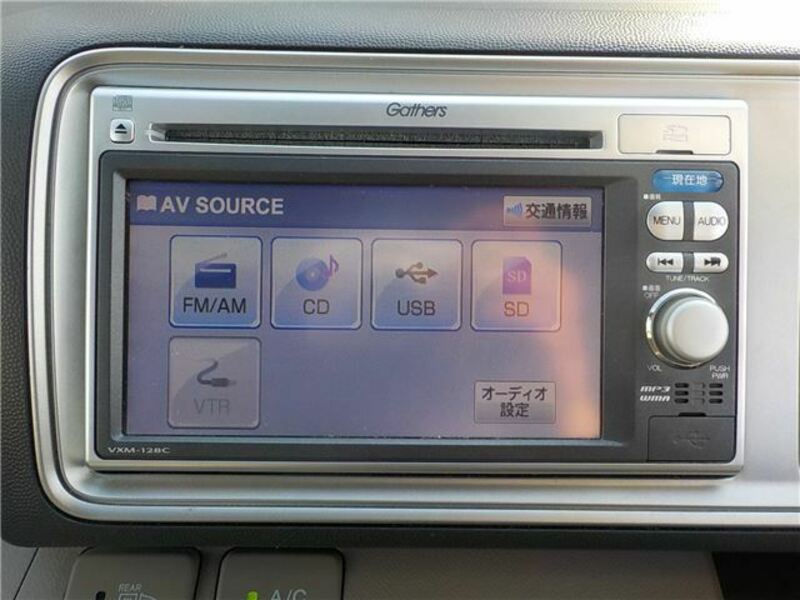 Gathers
現在地
AV SOURCE
交通情報
MENU
AUDIO
FM/AM
CD
USB
SD
SD
TUNE/TRACK
OFF
VTR
オーディオ
設定
VOL
PUSH
PWR
MP3
WMA
VXM-128C
REAR
A/C